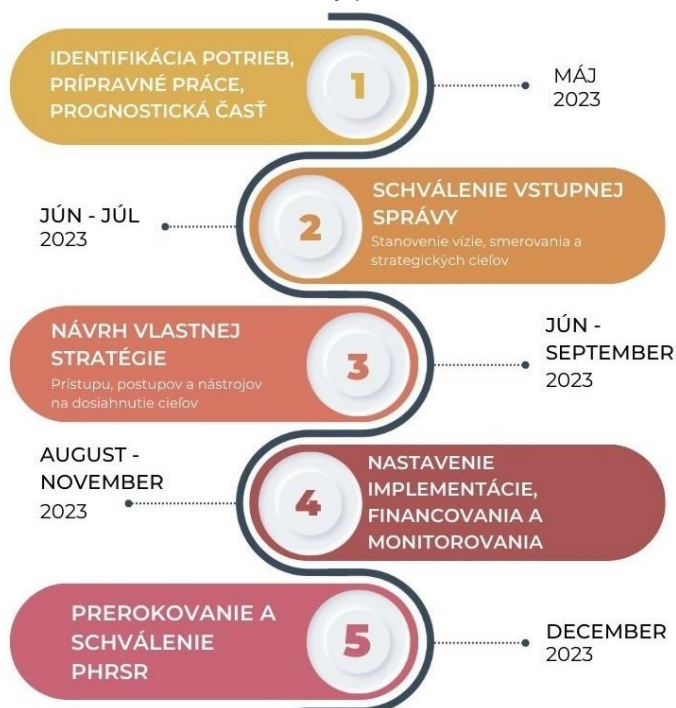 IDENTIFIKÁCIA POTRIEB,
PRÍPRAVNÉ PRÁCE,
PROGNOSTICKÁ ČASŤ
1
MÁJ
2023
JÚN - JÚL
2023
2
SCHVÁLENIE VSTUPNEJ
SPRÁVY
Stanovenie vízie, smerovania a
strategických cieľov
NÁVRH VLASTNEJ
STRATÉGIE
Prístupu, postupov a nástrojov
na dosiahnutie cieľov
3
JÚN -
SEPTEMBER
2023
AUGUST -
NOVEMBER
2023
4
NASTAVENIE
IMPLEMENTÁCIE,
FINANCOVANIA A
MONITOROVANIA
PREROKOVANIE A
SCHVÁLENIE
PHRSR
5
DECEMBER
2023